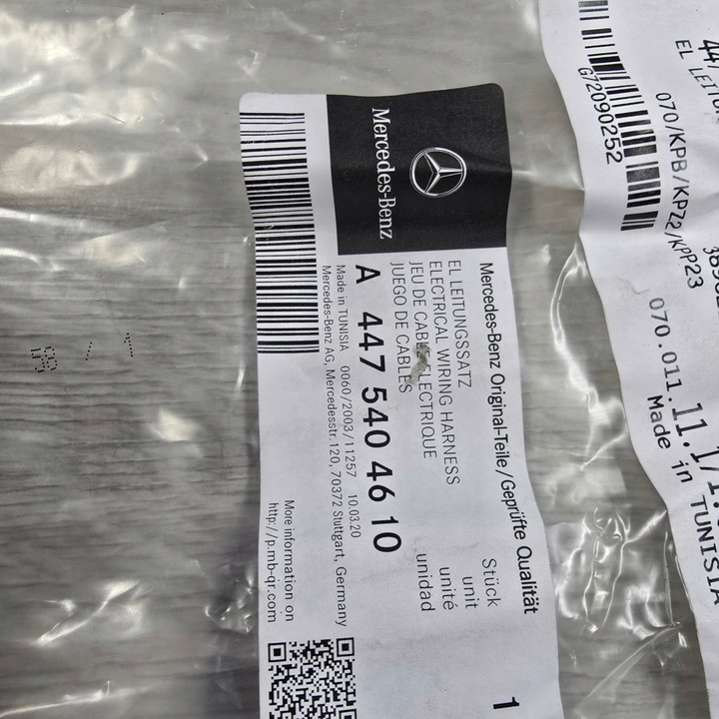 Mercedes-Benz
Mercedes-Benz Original-Teile/Geprüfte Qualität
EL LEITUNGSSATZ
ELECTRICAL WIRING HARNESS
JEU DE CABLES ELECTRIQUE
JUEGO DE CABLES
Stück
unit
unité
unidad
1
A 447 540 46 10
Made in TUNISIA 0060/2003/11257 10.03.20
Mercedes-Benz AG, Mercedesstr. 120, 70372 Stuttgart, Germany
More information on
http://p.mb-qr.com
447
EL LEITUN
070/KPB/KPZ2/KPP23
G72090252
070.011.11.1/1.
Made in TUNISIA